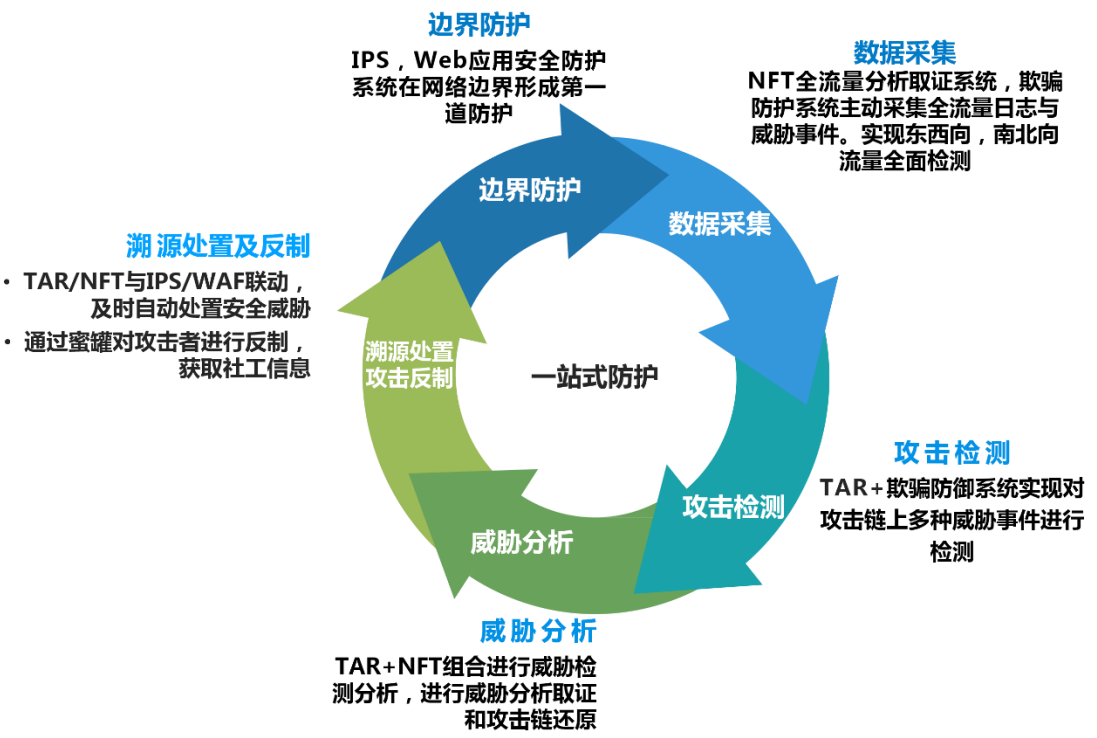 边界防护
IPS，Web应用安全防护
系统在网络边界形成第一
道防护
数据采集
NFT全流量分析取证系统，欺骗
防护系统主动采集全流量日志与
威胁事件。实现东西向，南北向
流量全面检测
边界防护
数据采集
溯 源处置及反制
• TAR/NFT与IPS/WAF联动，
及时自动处置安全威胁
• 通过蜜罐对攻击者进行反制，
获取社工信息
溯源处置
攻击反制
一站式防护
攻击检测
TAR+欺骗防御系统实现对
攻击链上多种威胁事件进行
检测
攻击检测
威胁分析
威胁分析
TAR+NFT组合进行威胁检
测分析，进行威胁分析取证
和攻击链还原